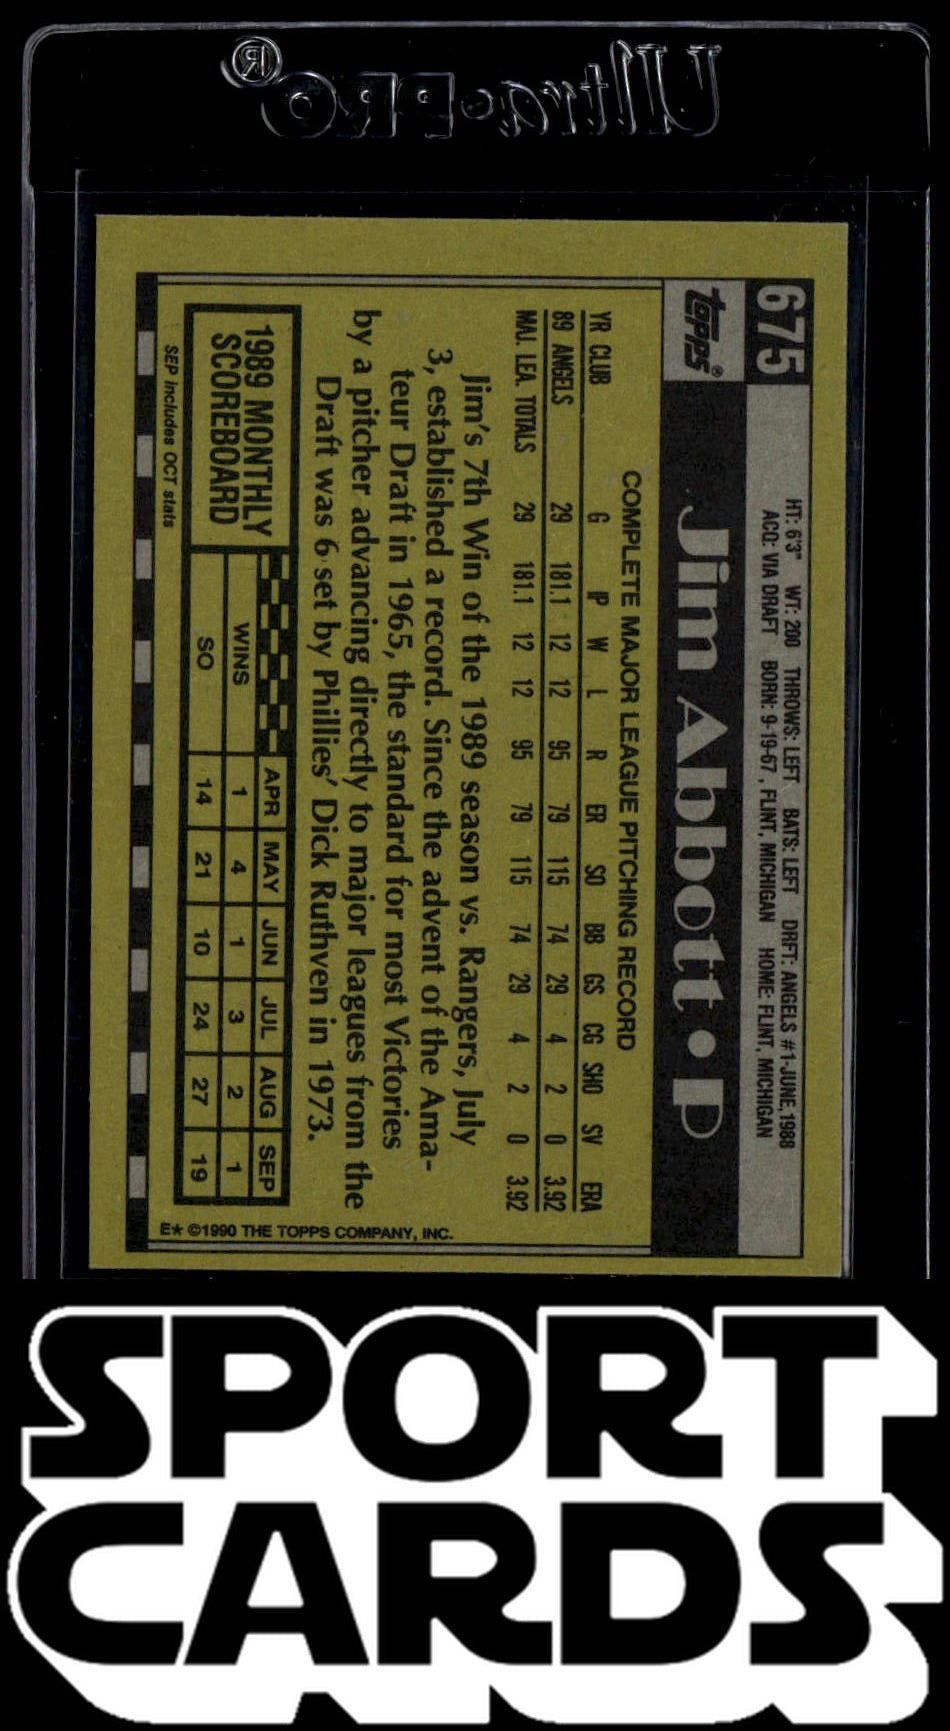 Ultra•PRO®
675
HT: 6'3" WT: 200 THROWS: LEFT BATS: LEFT DRFT: ANGELS #1-JUNE, 1988
ACQ: VIA DRAFT BORN: 9-19-67, FLINT, MICHIGAN HOME: FLINT, MICHIGAN
topps®
Jim Abbott • P
COMPLETE MAJOR LEAGUE PITCHING RECORD
YR CLUB G IP W L R ER SO BB GS CG SHO SV ERA
89 ANGELS 29 181.1 12 12 95 79 115 74 29 4 2 0 3.92
MAJ. LEA. TOTALS 29 181.1 12 12 95 79 115 74 29 4 2 0 3.92
Jim's 7th Win of the 1989 season vs. Rangers, July
3, established a record. Since the advent of the Ama-
teur Draft in 1965, the standard for most Victories
by a pitcher advancing directly to major leagues from the
Draft was 6 set by Phillies' Dick Ruthven in 1973.
1989 MONTHLY
SCOREBOARD
APR MAY JUN JUL AUG SEP
WINS 1 4 1 3 2 1
SO 14 21 10 24 27 19
SEP includes OCT stats
E* ©1990 THE TOPPS COMPANY, INC.
SPORT
CARDS